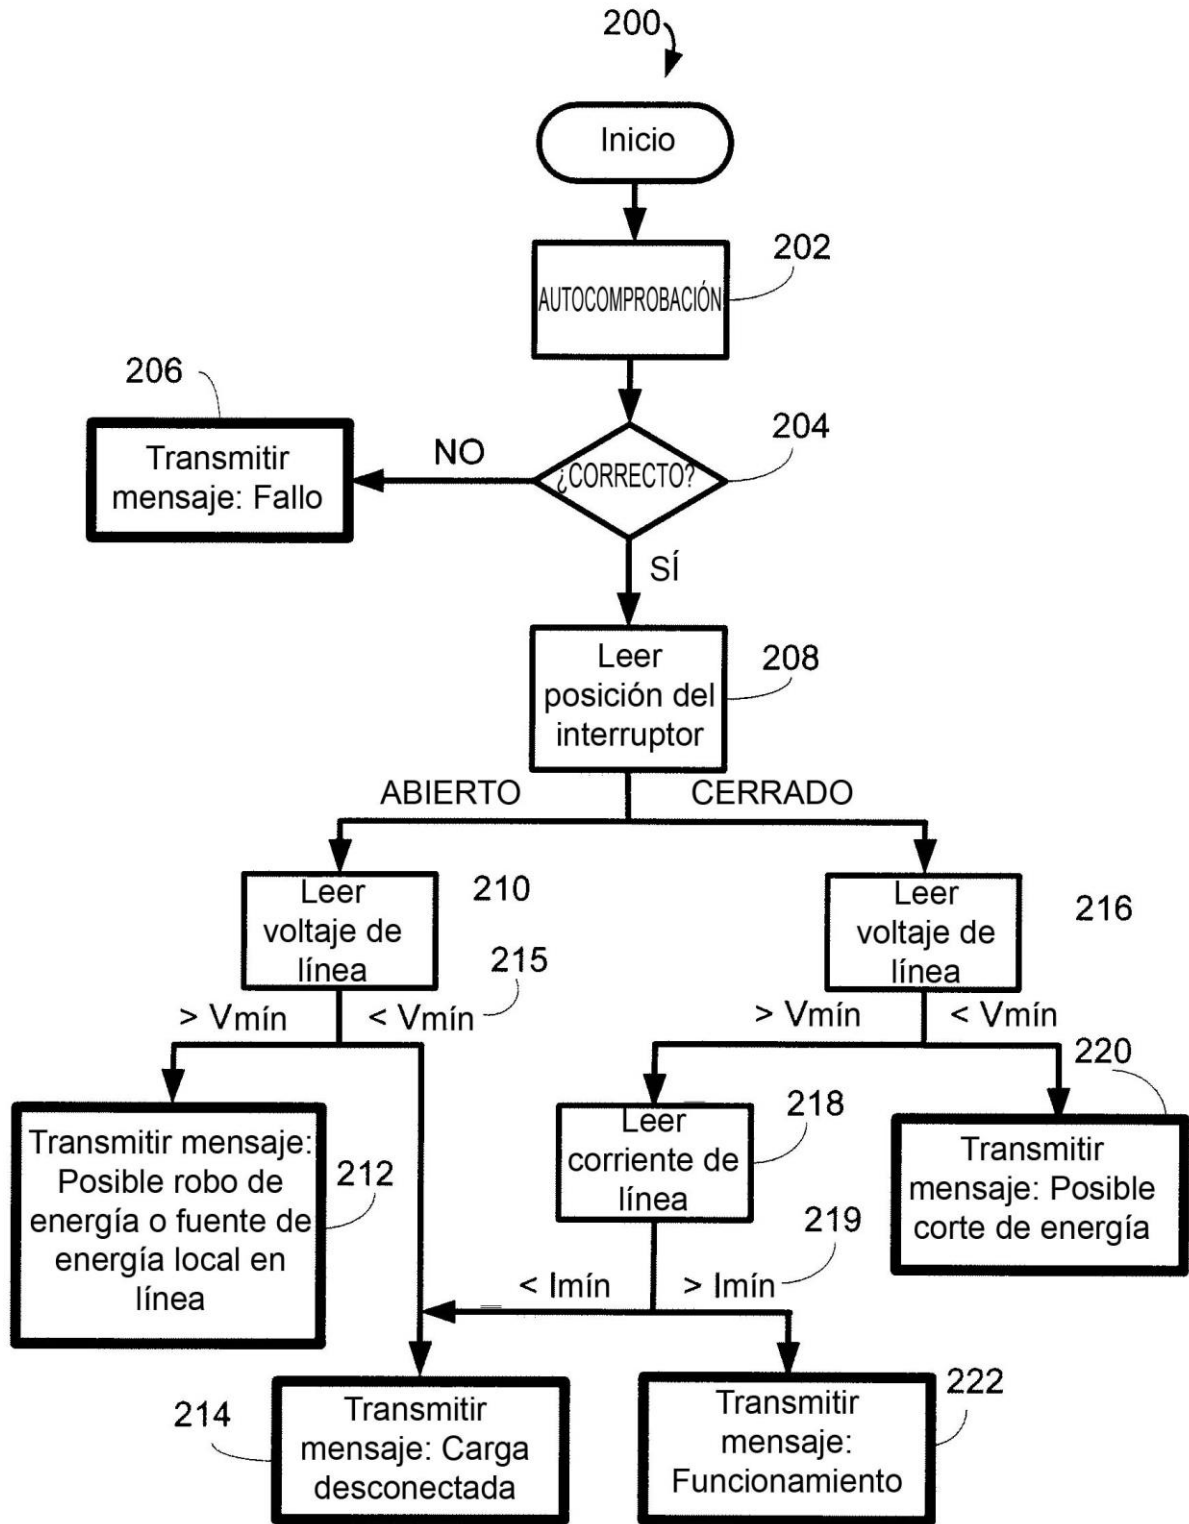 200
Inicio
202
AUTOCOMPROBACIÓN
206
204
Transmitir
mensaje: Fallo
NO
¿CORRECTO?
SÍ
Leer
posición del
interruptor
208
ABIERTO
CERRADO
Leer
voltaje de
línea
210
Leer
voltaje de
línea
216
215
> Vmín
< Vmín
> Vmín
< Vmín
220
Transmitir mensaje:
Posible robo de
energía o fuente de
energía local en
línea
212
Leer
corriente de
línea
218
Transmitir
mensaje: Posible
corte de energía
219
< Imín
> Imín
214
Transmitir
mensaje: Carga
desconectada
Transmitir
mensaje:
Funcionamiento
222